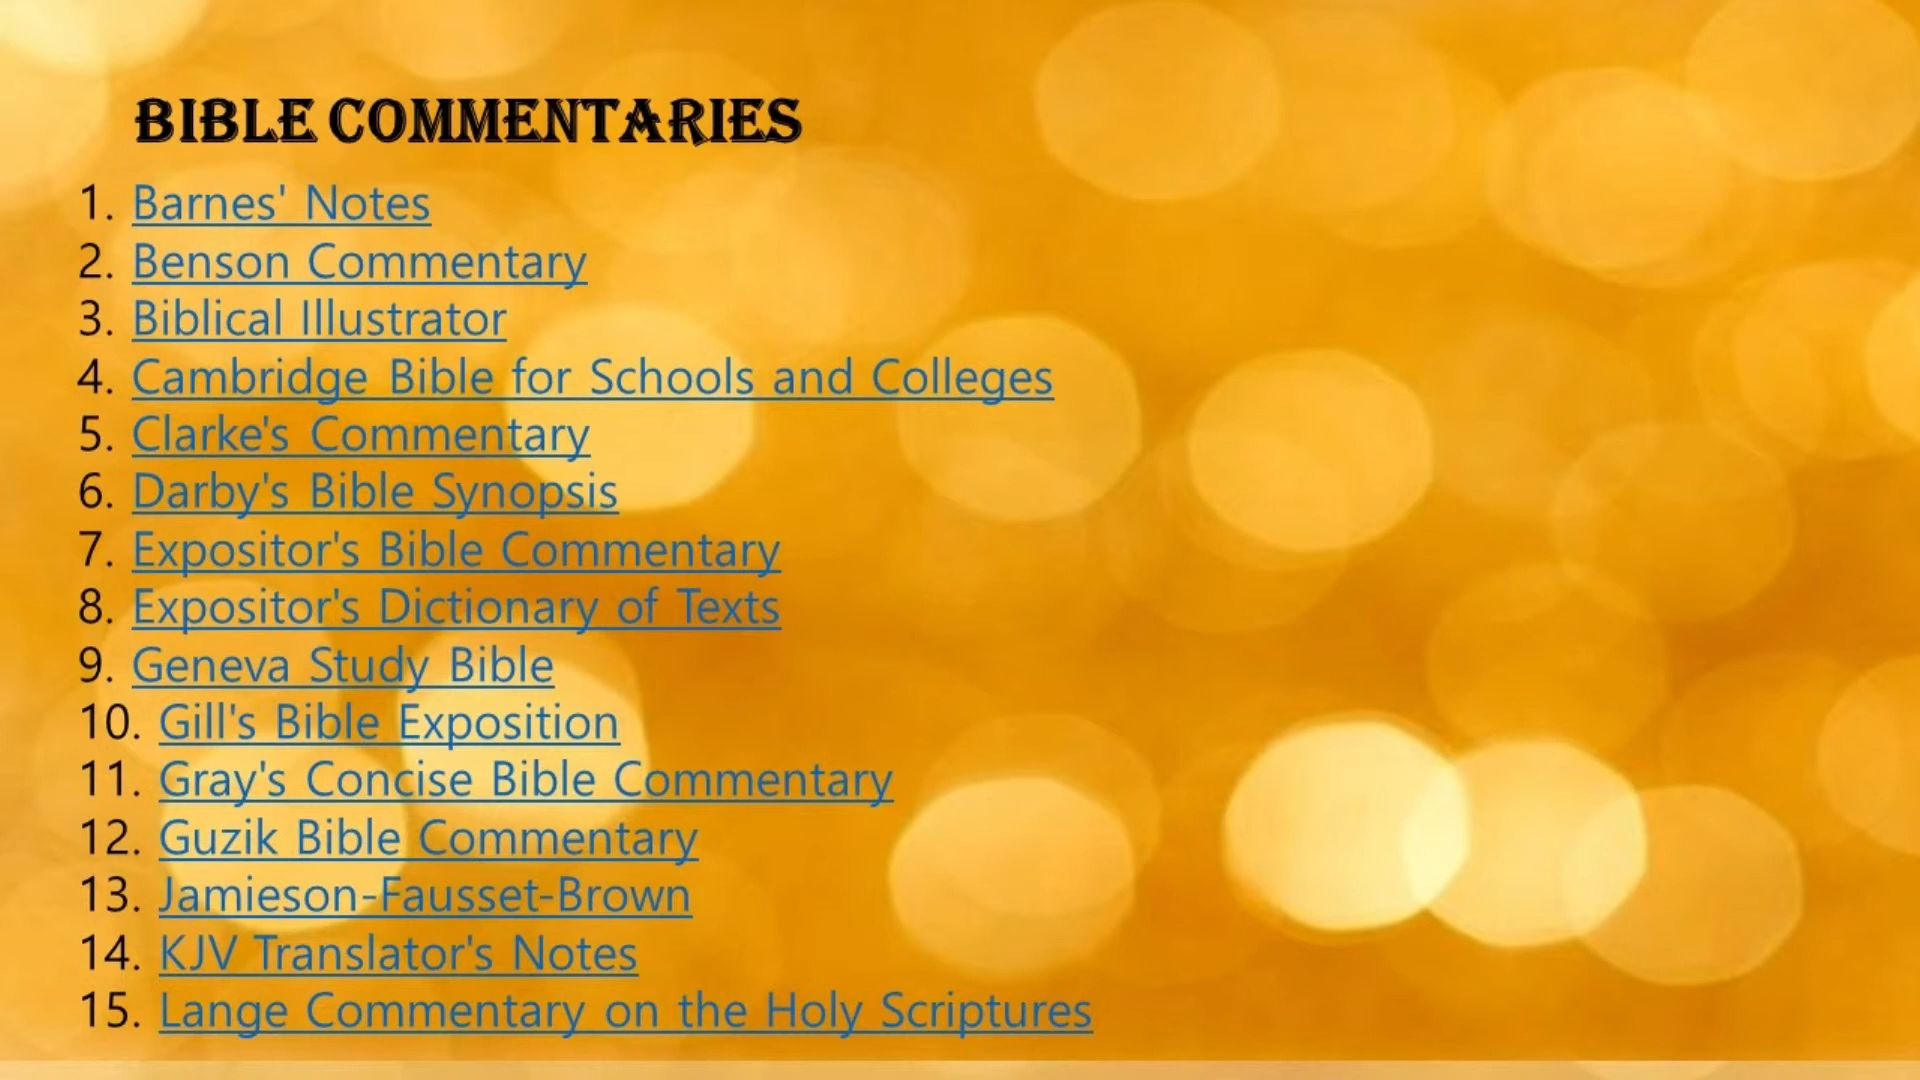 BIBLE COMMENTARIES
1. Barnes' Notes
2. Benson Commentary
3. Biblical Illustrator
4. Cambridge Bible for Schools and Colleges
5. Clarke's Commentary
6. Darby's Bible Synopsis
7. Expositor's Bible Commentary
8. Expositor's Dictionary of Texts
9. Geneva Study Bible
10. Gill's Bible Exposition
11. Gray's Concise Bible Commentary
12. Guzik Bible Commentary
13. Jamieson-Fausset-Brown
14. KJV Translator's Notes
15. Lange Commentary on the Holy Scriptures